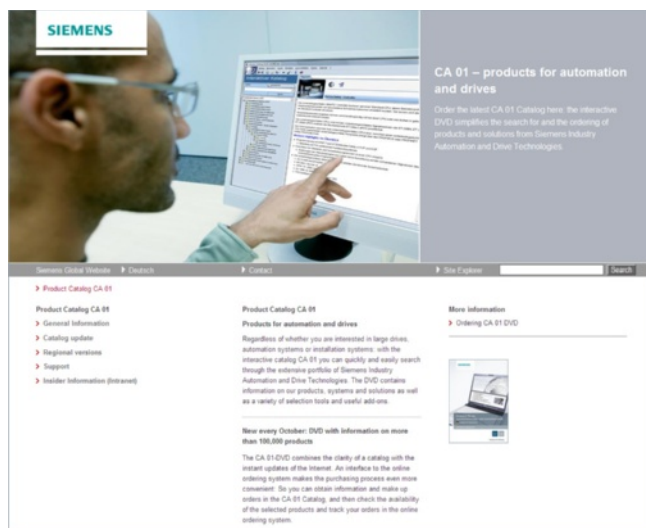 SIEMENS
CA 01 – products for automation
and drives
Order the latest CA 01 Catalog here: the interactive
DVD simplifies the search for and the ordering of
products and solutions from Siemens Industry
Automation and Drive Technologies.
Siemens Global Website Deutsch Contact Site Explorer Search
Product Catalog CA 01
Product Catalog CA 01
General Information
Catalog update
Regional versions
Support
Insider Information (Intranet)
Product Catalog CA 01
Products for automation and drives
Regardless of whether you are interested in large drives,
automation systems or installation systems; with the
interactive catalog CA 01 you can quickly and easily search
through the extensive portfolio of Siemens Industry
Automation and Drive Technologies. The DVD contains
information on our products, systems and solutions as well
as a variety of selection tools and useful add-ons.
New every October: DVD with information on more
than 100,000 products
The CA 01-DVD combines the clarity of a catalog with the
instant updates of the Internet. An interface to the online
ordering system makes the purchasing process even more
convenient: So you can obtain information and make up
orders in the CA 01 Catalog, and then check the availability
of the selected products and track your orders in the online
ordering system.
More information
Ordering CA 01 DVD